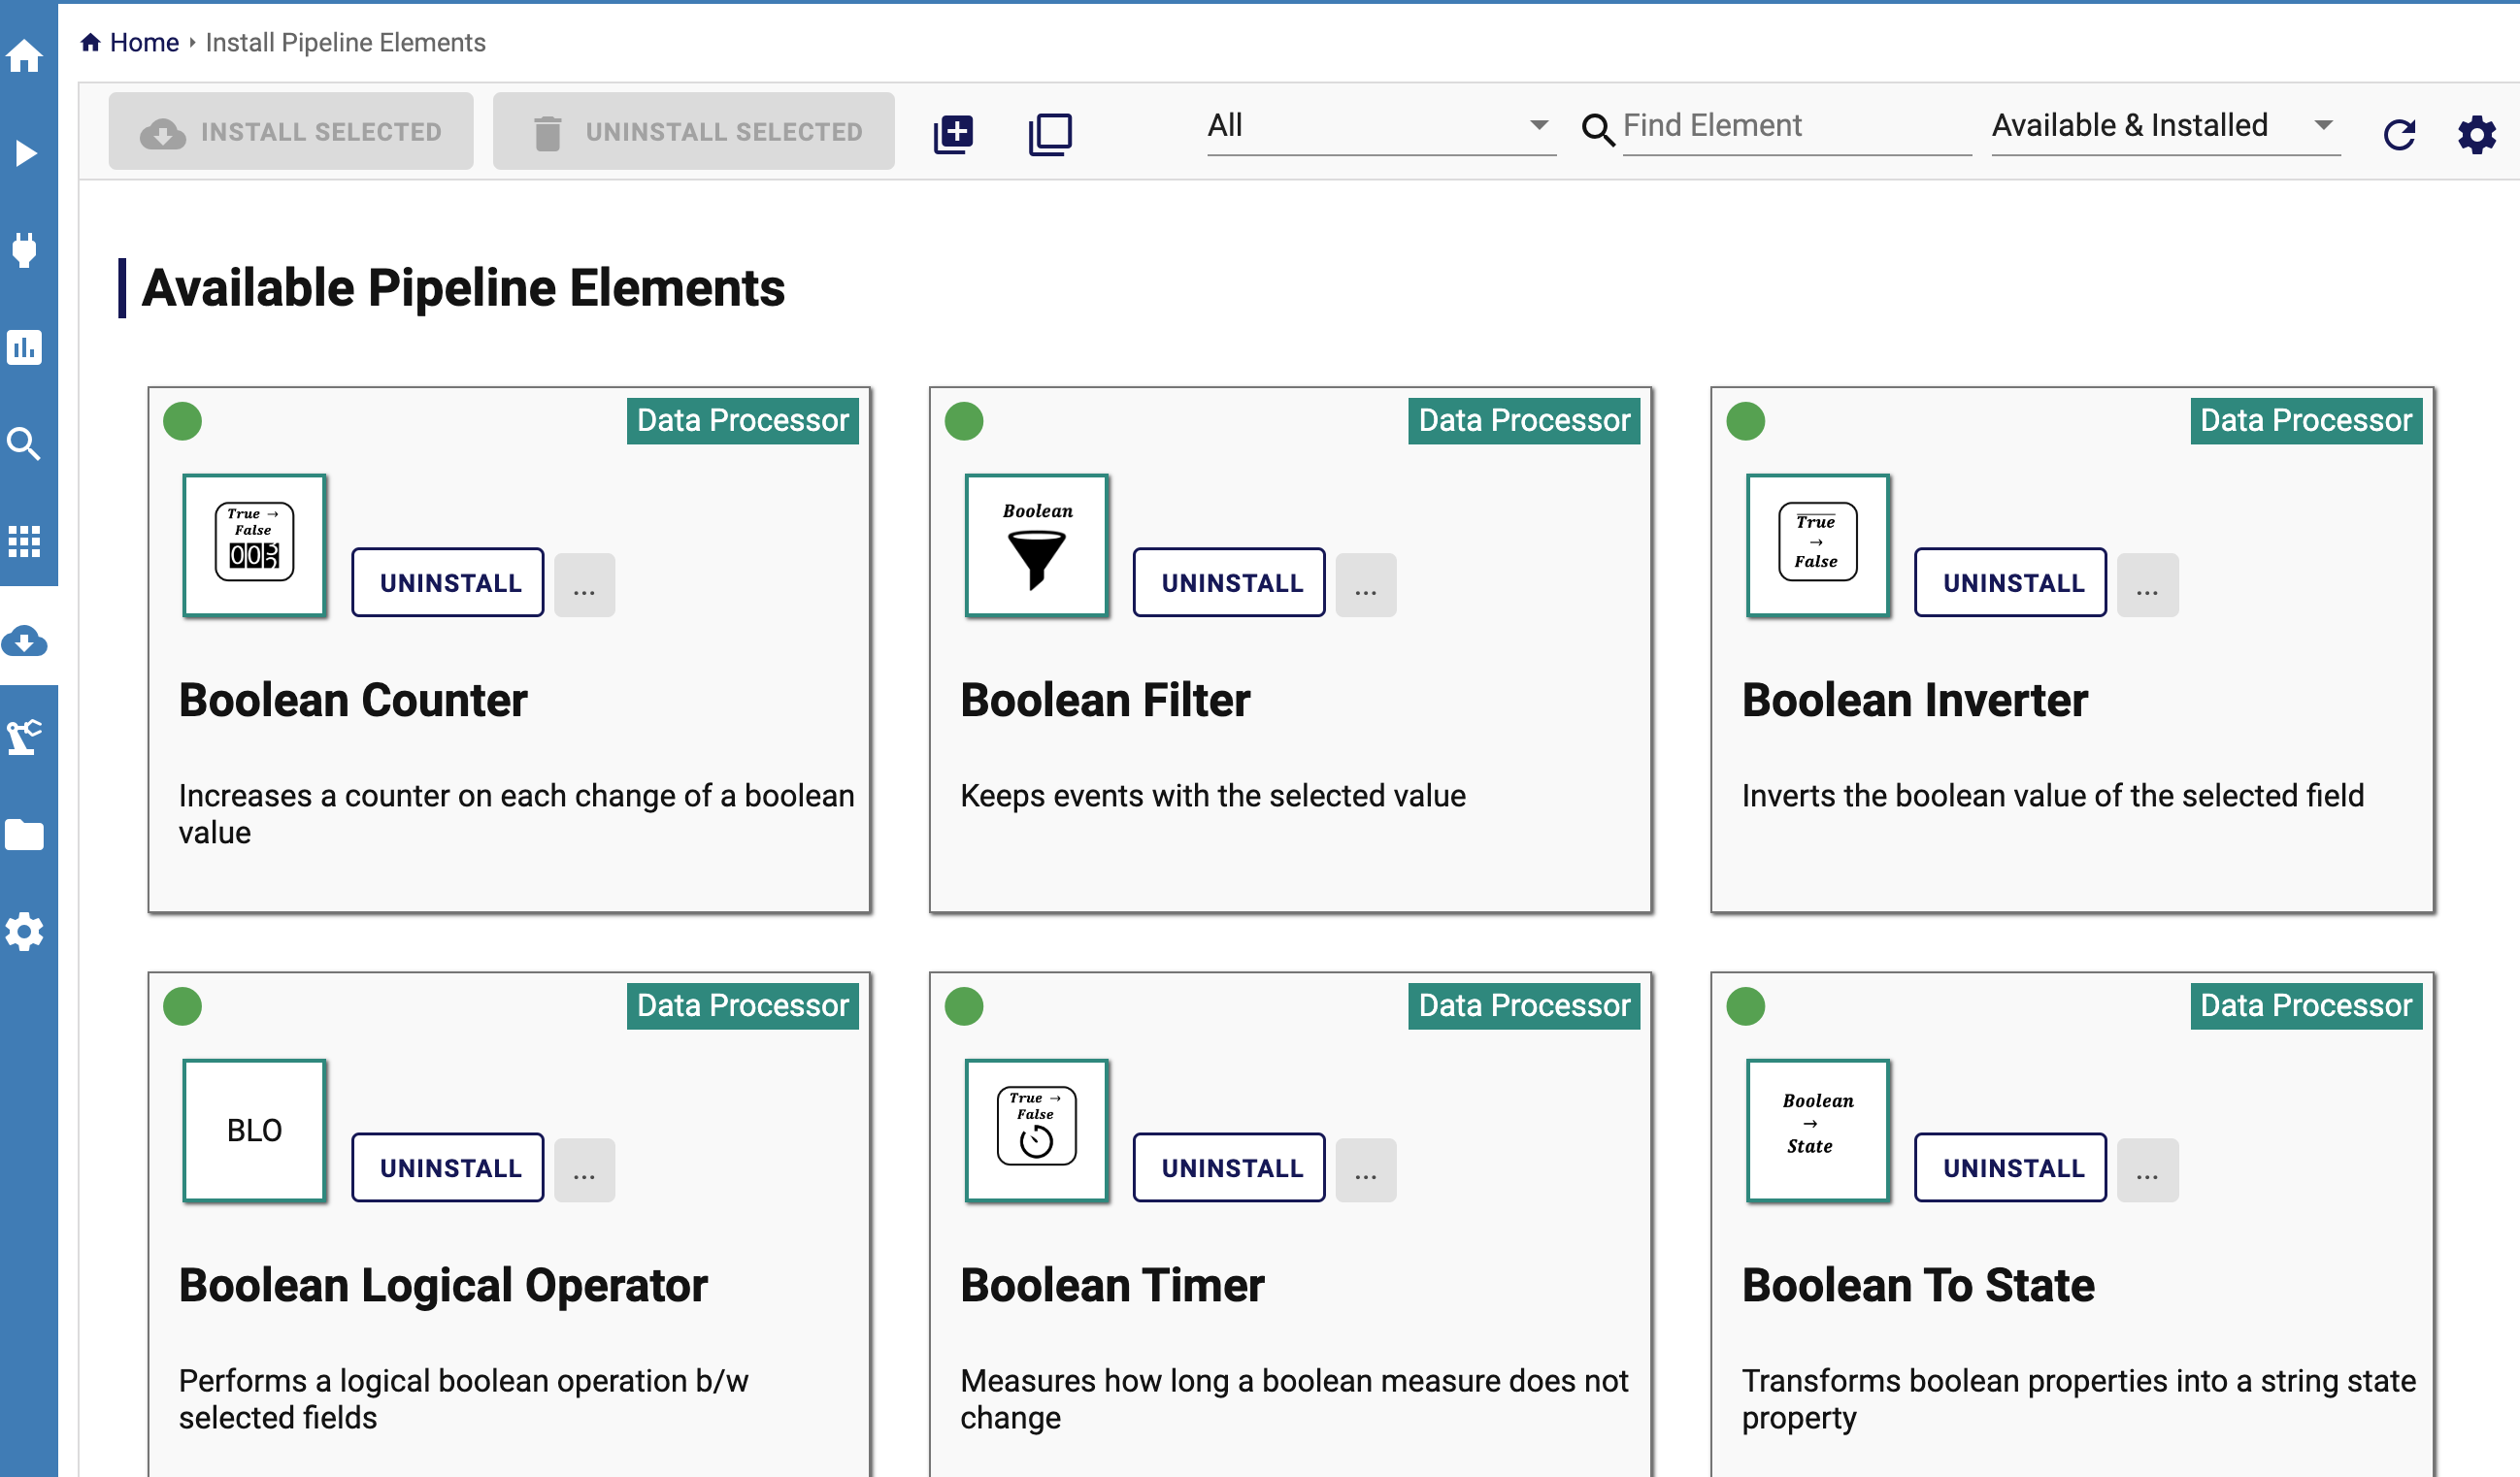 Home › Install Pipeline Elements
INSTALL SELECTED
UNINSTALL SELECTED
All
Find Element
Available & Installed
Available Pipeline Elements
Data Processor
True →
False
003
UNINSTALL
...
Boolean Counter
Increases a counter on each change of a boolean
value
Data Processor
Boolean
UNINSTALL
...
Boolean Filter
Keeps events with the selected value
Data Processor
True
→
False
UNINSTALL
...
Boolean Inverter
Inverts the boolean value of the selected field
Data Processor
BLO
UNINSTALL
...
Boolean Logical Operator
Performs a logical boolean operation b/w
selected fields
Data Processor
True →
False
UNINSTALL
...
Boolean Timer
Measures how long a boolean measure does not
change
Data Processor
Boolean
→
State
UNINSTALL
...
Boolean To State
Transforms boolean properties into a string state
property